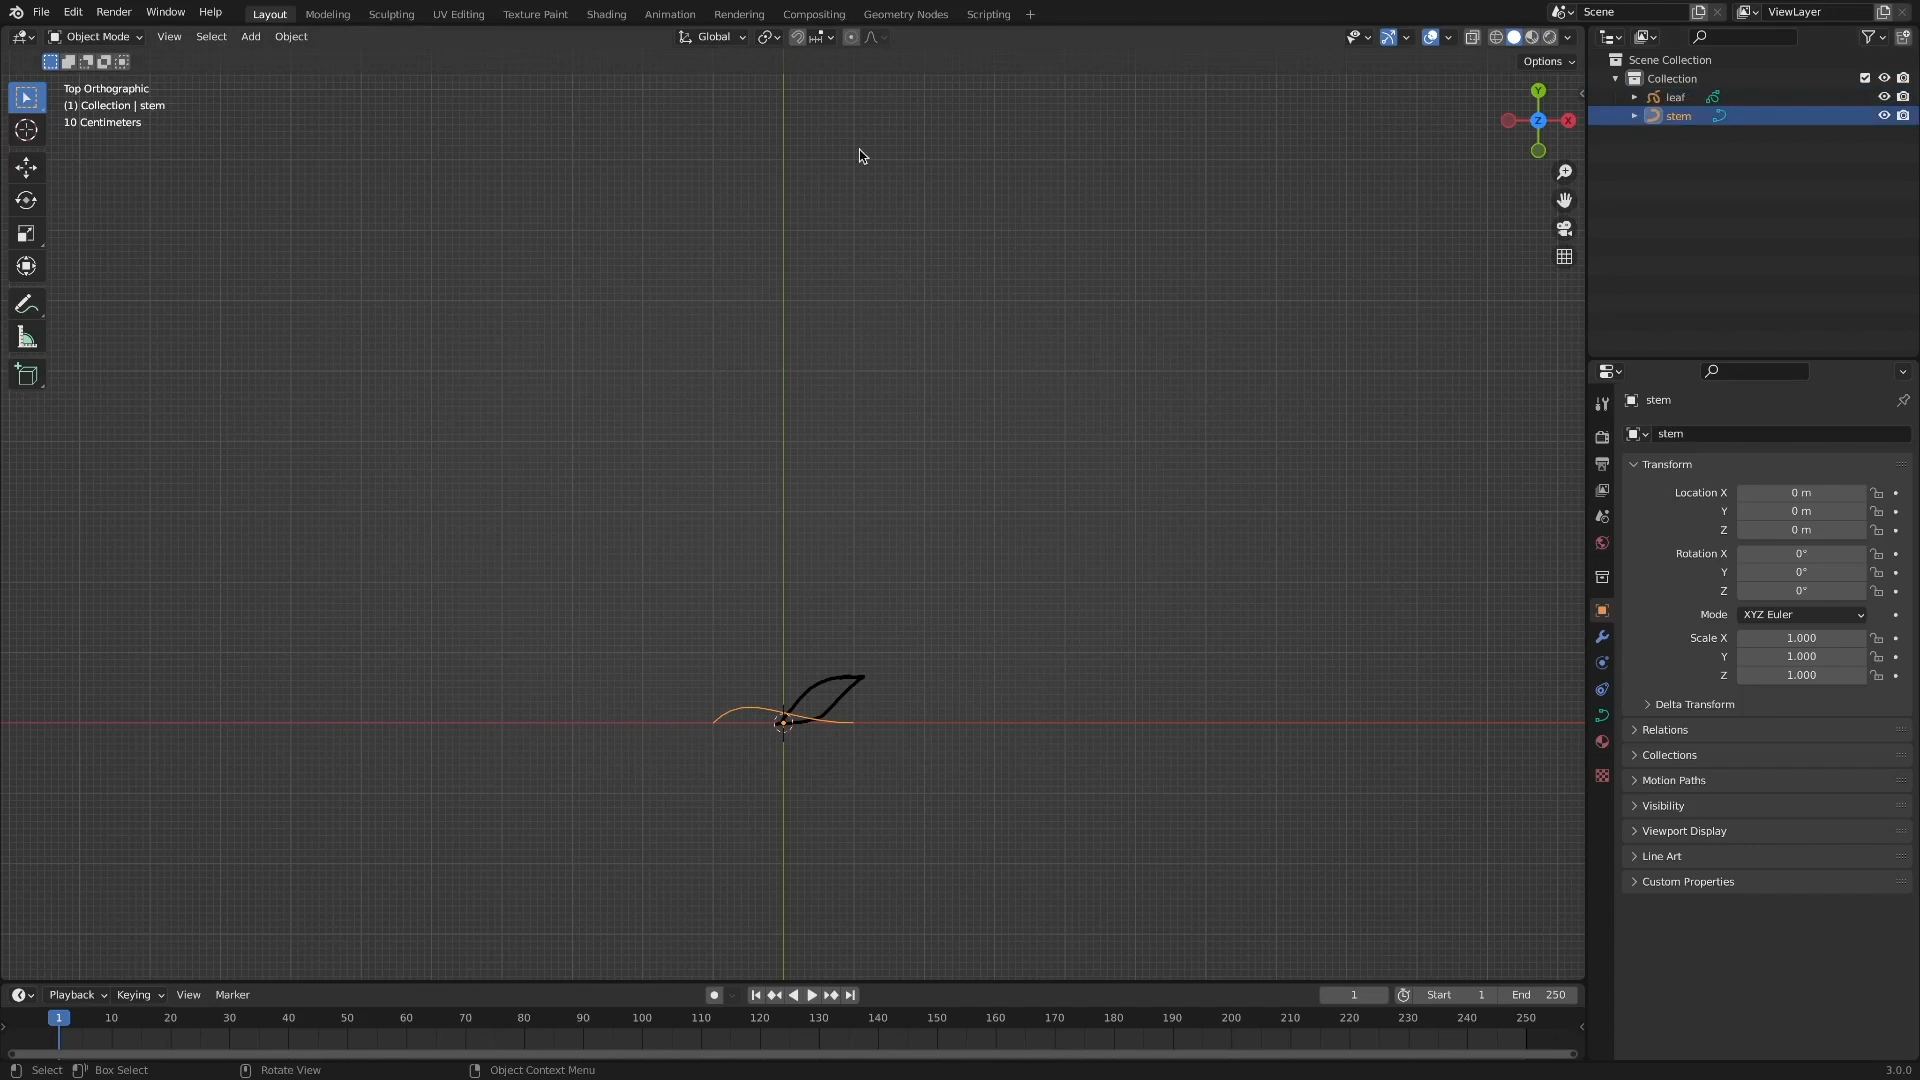 File Edit Render Window Help Layout Modeling Sculpting UV Editing Texture Paint Shading Animation Rendering Compositing Geometry Nodes Scripting + Scene ViewLayer
Object Mode View Select Add Object Global
Options
Top Orthographic
(1) Collection | stem
10 Centimeters
Y
Z
X
Scene Collection
Collection
leaf
stem
stem
stem
Transform
Location X 0 m
Y 0 m
Z 0 m
Rotation X 0°
Y 0°
Z 0°
Mode XYZ Euler
Scale X 1.000
Y 1.000
Z 1.000
Delta Transform
Relations
Collections
Motion Paths
Visibility
Viewport Display
Line Art
Custom Properties
Playback Keying View Marker 1 Start 1 End 250
1 10 20 30 40 50 60 70 80 90 100 110 120 130 140 150 160 170 180 190 200 210 220 230 240 250
Select Box Select Rotate View Object Context Menu 3.0.0